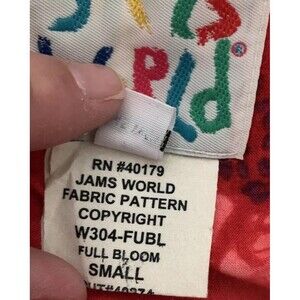 RN #40179
JAMS WORLD
FABRIC PATTERN
COPYRIGHT
W304-FUBL
FULL BLOOM
SMALL